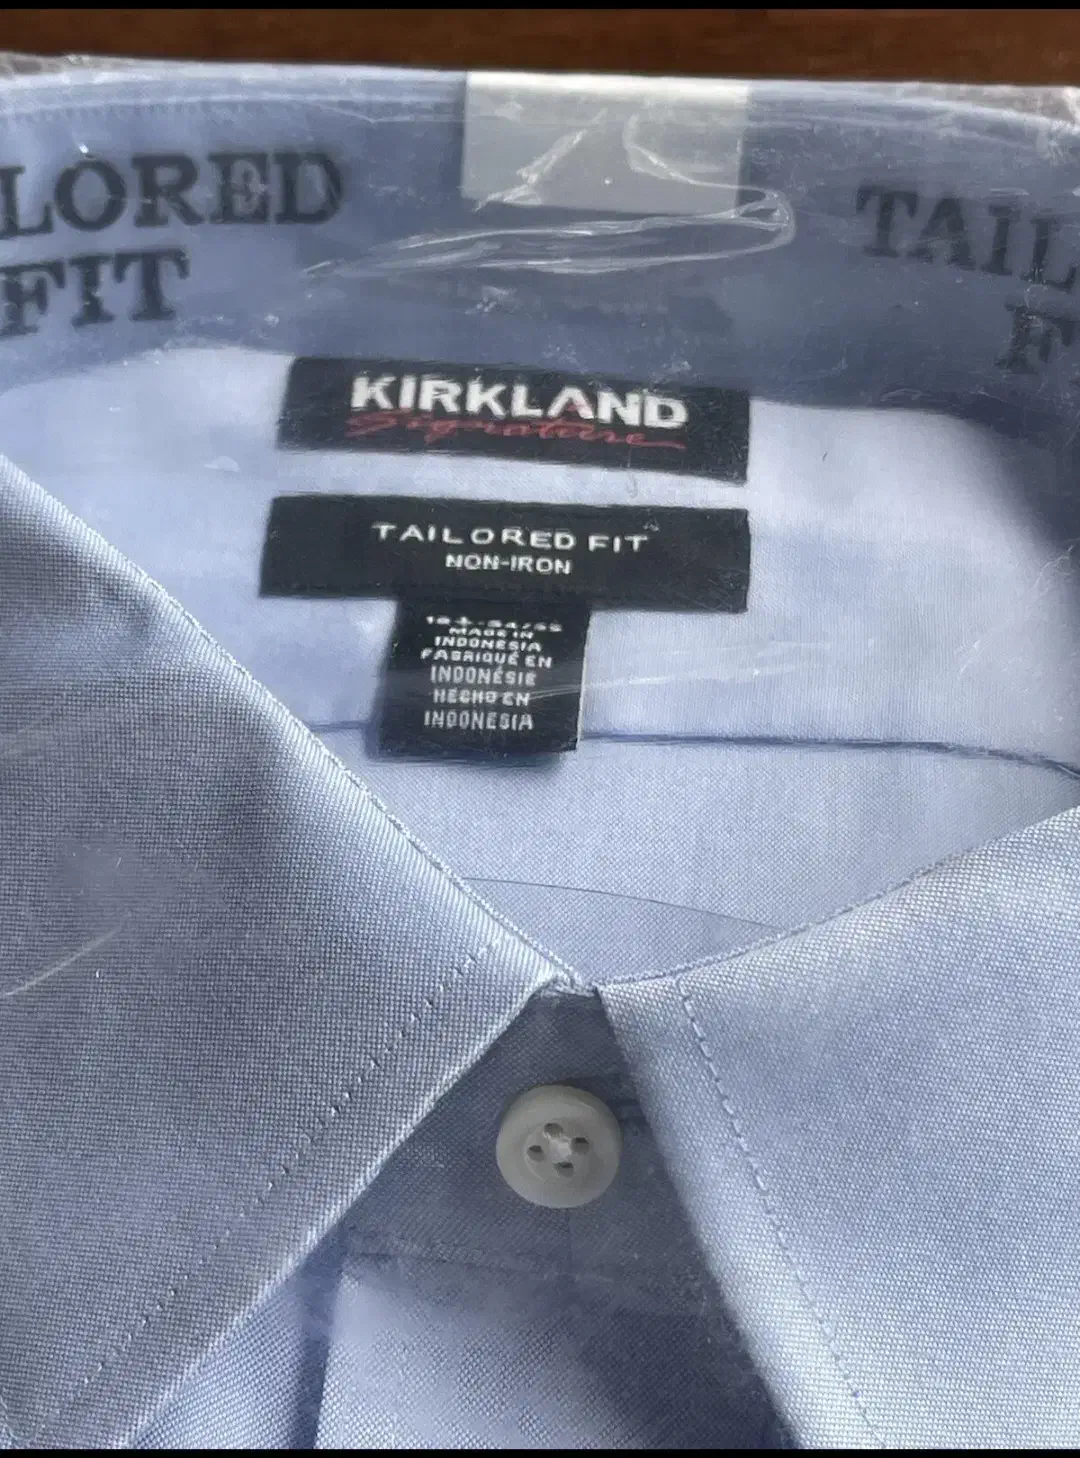 LORED
FIT
TAIL
F
KIRKLAND
Signature
TAILORED FIT
NON-IRON
MADE IN
INDONESIA
FABRIQUÉ EN
INDONÉSIE
HECHO EN
INDONESIA